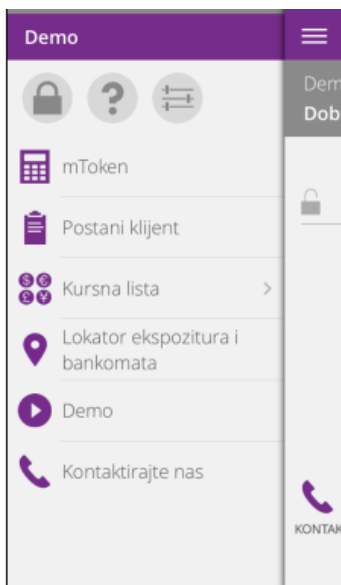 Demo
mToken
Postani klijent
Kursna lista
Lokator ekspozitura i
bankomata
Demo
Kontaktirajte nas
Dem
Dob
KONTAK